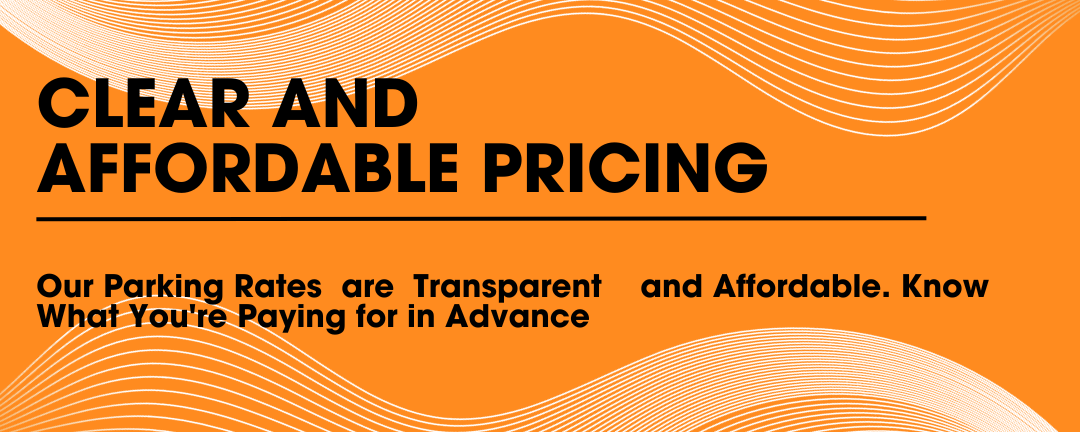 CLEAR AND
AFFORDABLE PRICING
Our Parking Rates are Transparent and Affordable. Know
What You're Paying for in Advance